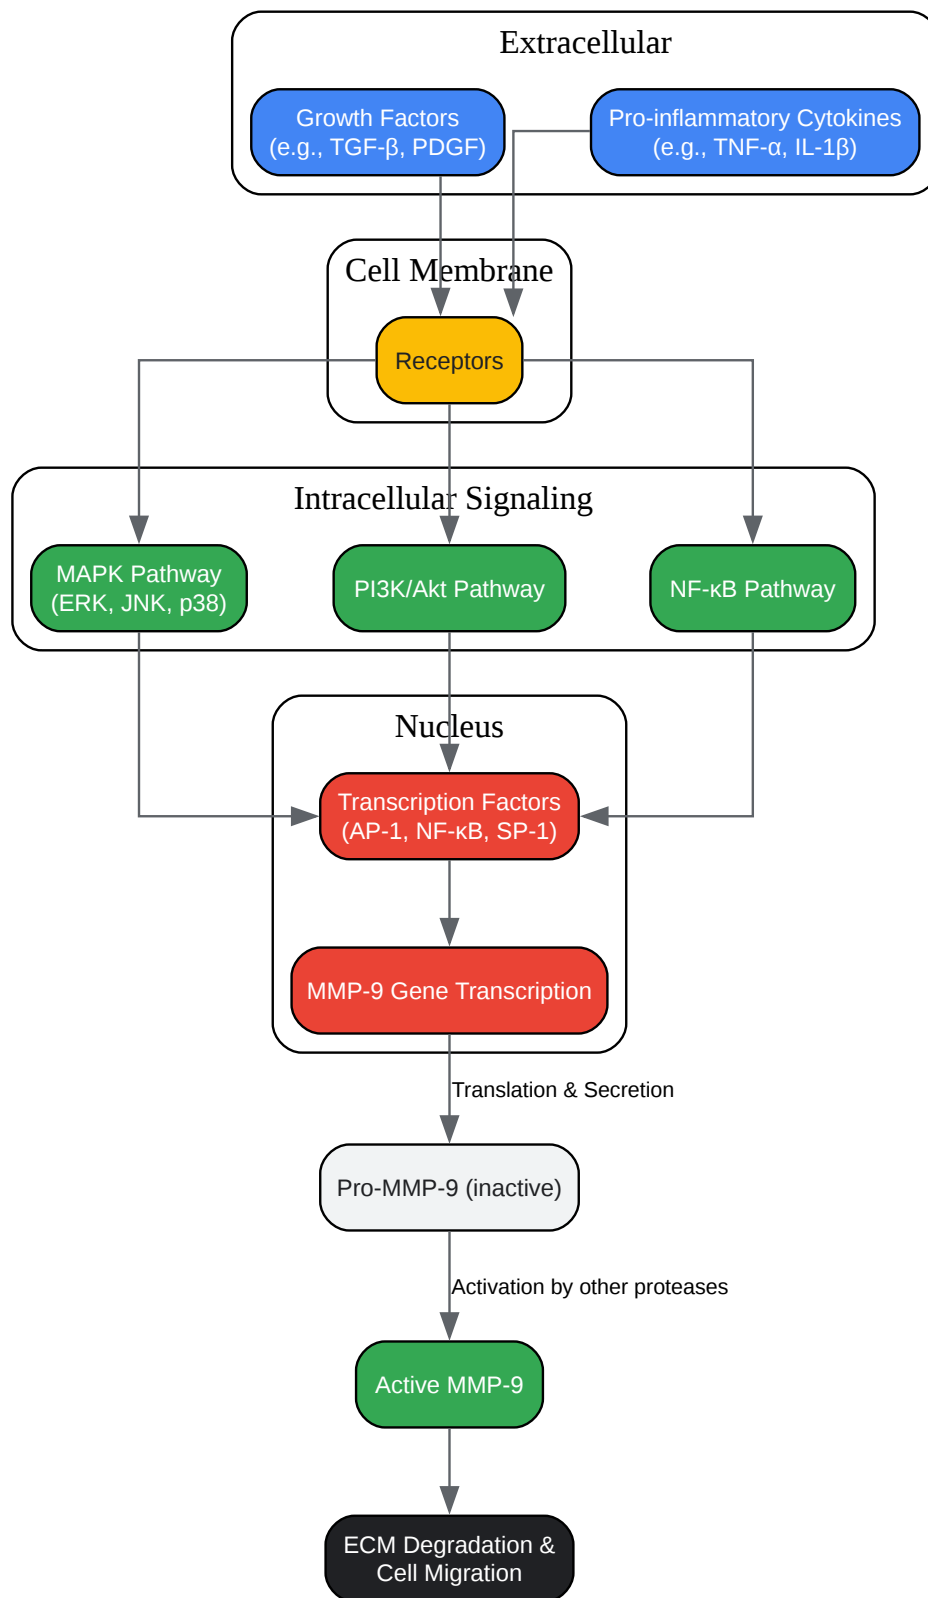 Extracellular
Growth Factors
(e.g., TGF-β, PDGF)
Pro-inflammatory Cytokines
(e.g., TNF-α, IL-1β)
Cell Membrane
Receptors
Intracellular Signaling
MAPK Pathway
(ERK, JNK, p38)
PI3K/Akt Pathway
NF-κB Pathway
Nucleus
Transcription Factors
(AP-1, NF-κB, SP-1)
MMP-9 Gene Transcription
Translation & Secretion
Pro-MMP-9 (inactive)
Activation by other proteases
Active MMP-9
ECM Degradation &
Cell Migration